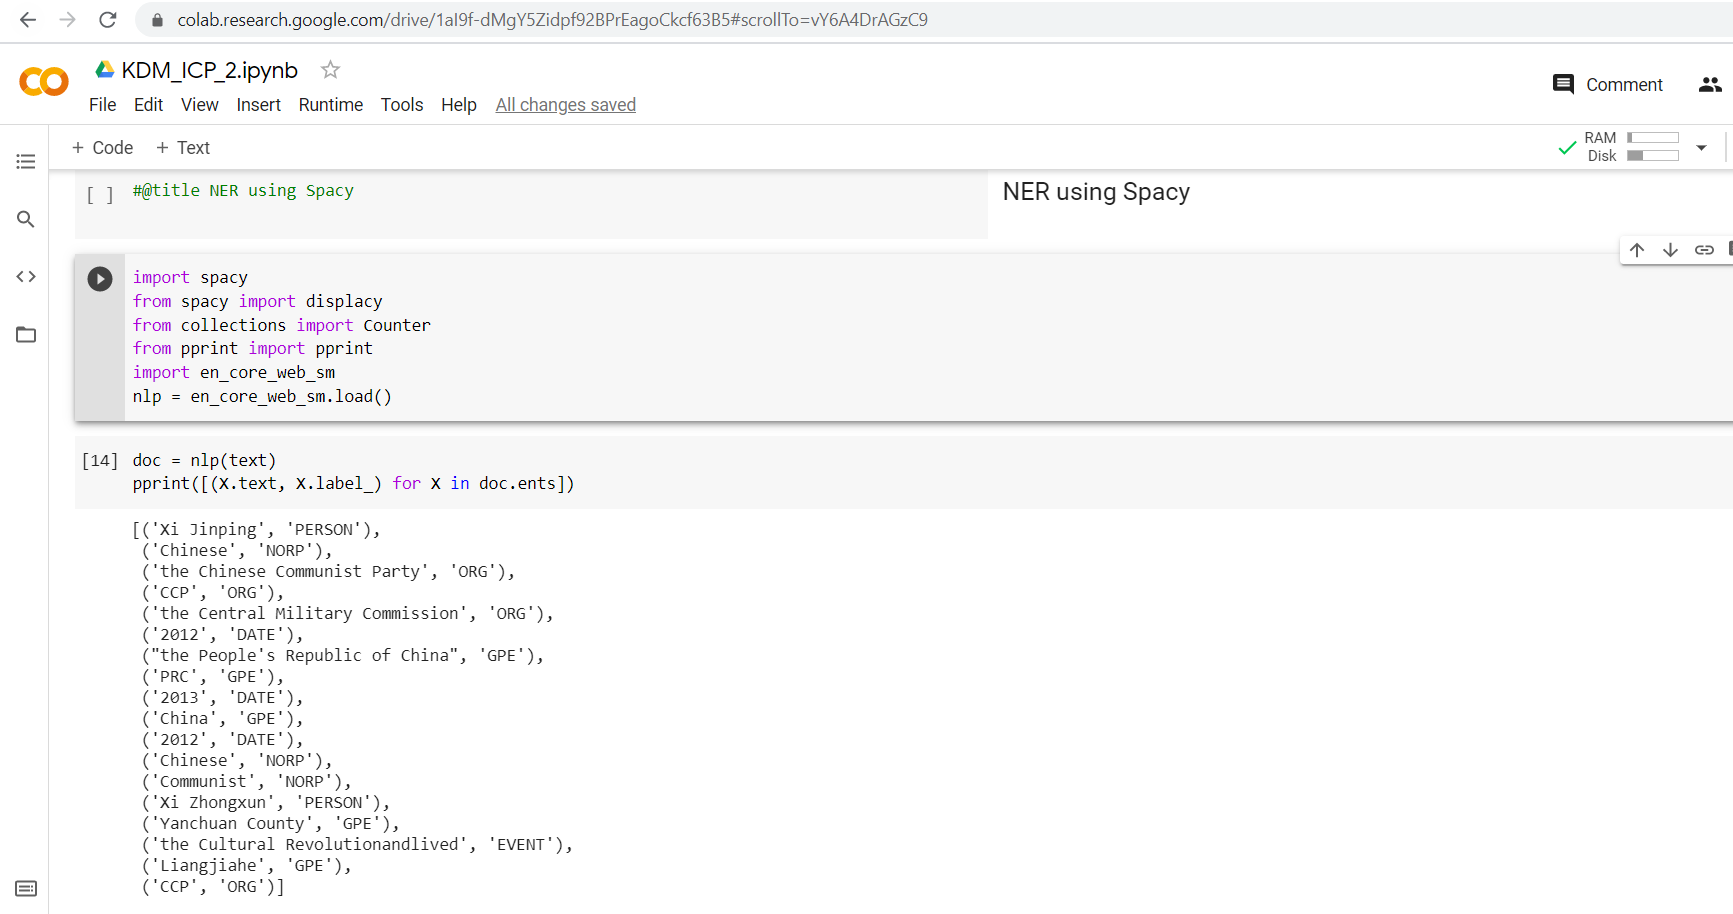 colab.research.google.com/drive/1aI9f-dMgY5Zidpf92BPrEagoCkcf63B5#scrollTo=vY6A4DrAGzC9
KDM_ICP_2.ipynb
File Edit View Insert Runtime Tools Help All changes saved
Comment
+ Code + Text
RAM
Disk
[ ] #@title NER using Spacy
NER using Spacy
import spacy
from spacy import displacy
from collections import Counter
from pprint import pprint
import en_core_web_sm
nlp = en_core_web_sm.load()
[14] doc = nlp(text)
pprint([(X.text, X.label_) for X in doc.ents])
[('Xi Jinping', 'PERSON'),
('Chinese', 'NORP'),
('the Chinese Communist Party', 'ORG'),
('CCP', 'ORG'),
('the Central Military Commission', 'ORG'),
('2012', 'DATE'),
("the People's Republic of China", 'GPE'),
('PRC', 'GPE'),
('2013', 'DATE'),
('China', 'GPE'),
('2012', 'DATE'),
('Chinese', 'NORP'),
('Communist', 'NORP'),
('Xi Zhongxun', 'PERSON'),
('Yanchuan County', 'GPE'),
('the Cultural Revolutionandlived', 'EVENT'),
('Liangjiahe', 'GPE'),
('CCP', 'ORG')]